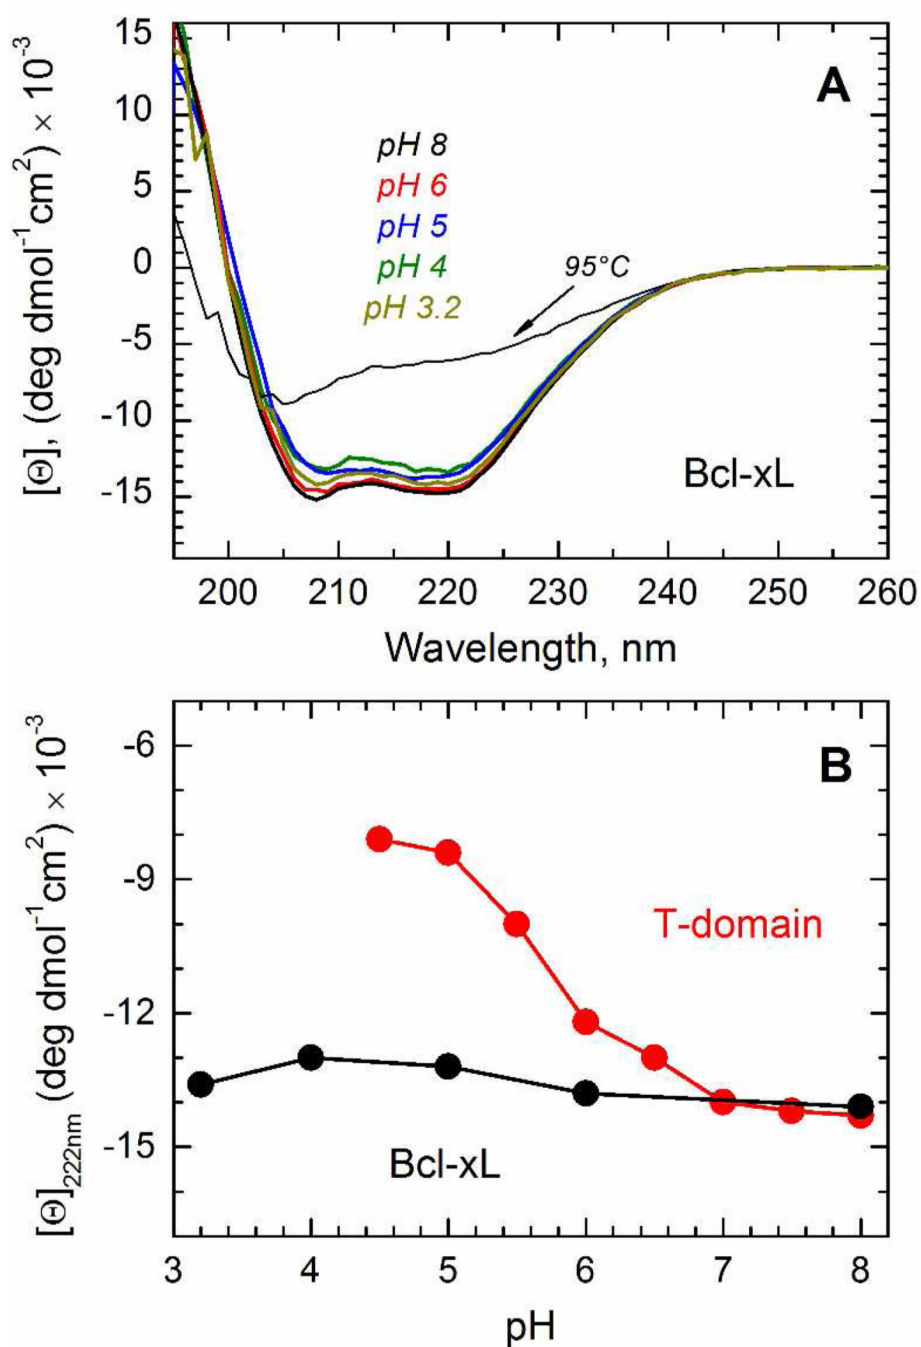 [Θ], (deg dmol⁻¹cm²) × 10⁻³
15
10
5
0
-5
-10
-15
A
pH 8
pH 6
pH 5
pH 4
pH 3.2
95°C
Bcl-xL
200 210 220 230 240 250 260
Wavelength, nm
[Θ]222nm (deg dmol⁻¹cm²) × 10⁻³
-6
-9
-12
-15
B
T-domain
Bcl-xL
3 4 5 6 7 8
pH